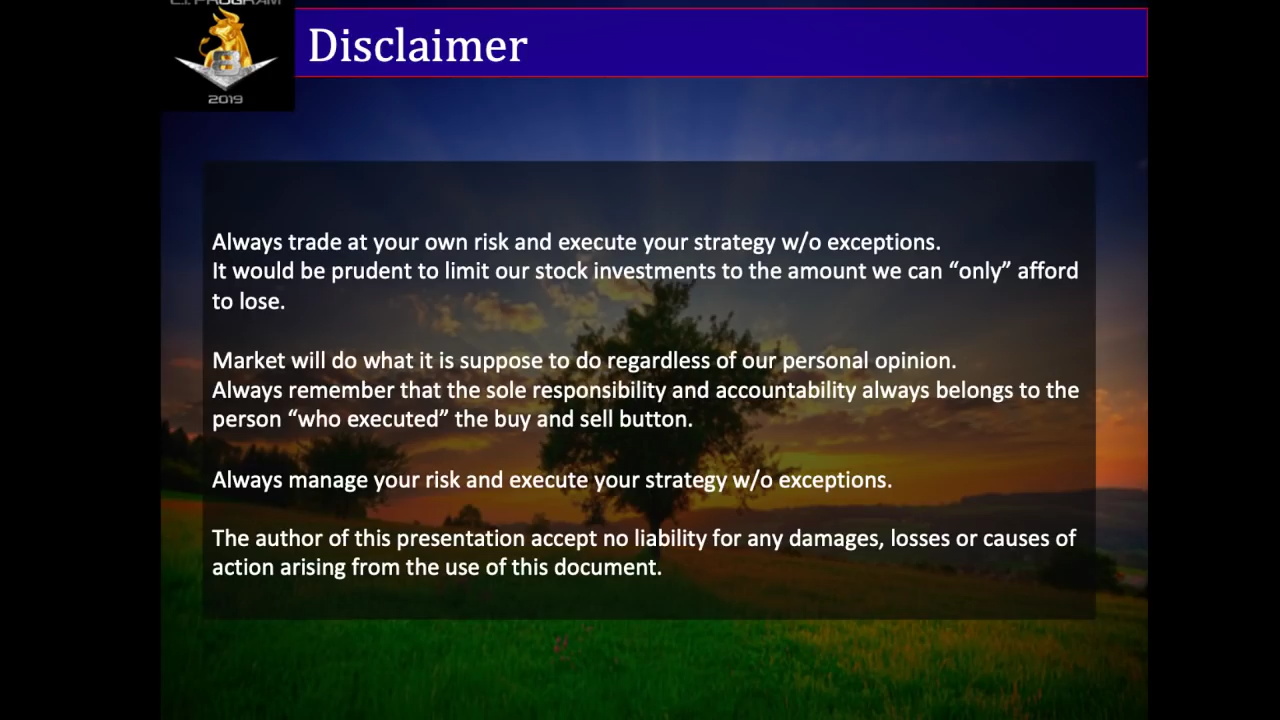 Disclaimer
8
2019
Always trade at your own risk and execute your strategy w/o exceptions.
It would be prudent to limit our stock investments to the amount we can “only” afford
to lose.
Market will do what it is suppose to do regardless of our personal opinion.
Always remember that the sole responsibility and accountability always belongs to the
person “who executed” the buy and sell button.
Always manage your risk and execute your strategy w/o exceptions.
The author of this presentation accept no liability for any damages, losses or causes of
action arising from the use of this document.